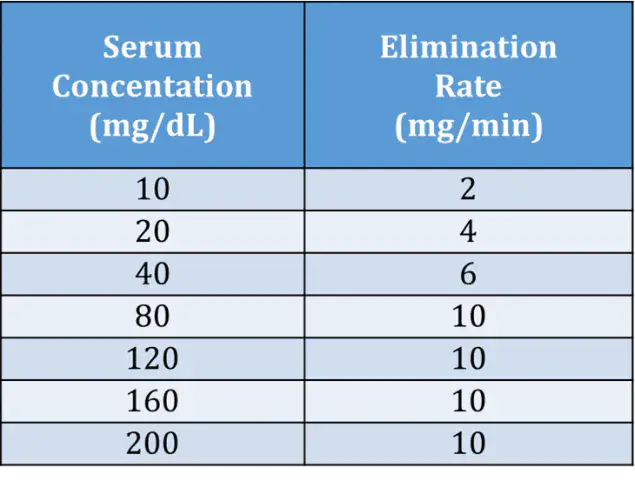 Serum
Concentation
(mg/dL)
Elimination
Rate
(mg/min)
10 2
20 4
40 6
80 10
120 10
160 10
200 10